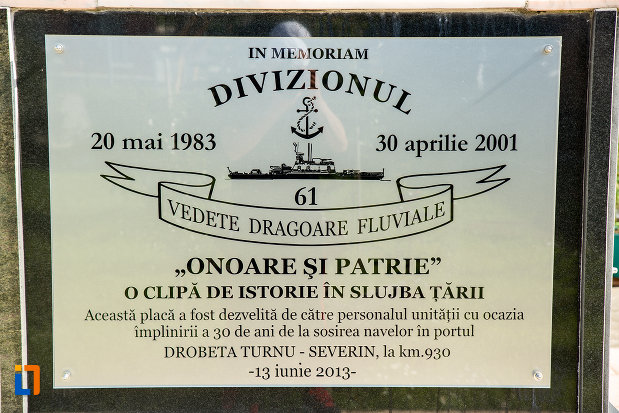 IN MEMORIAM
DIVIZIONUL
20 mai 1983 30 aprilie 2001
61
VEDETE DRAGOARE FLUVIALE
„ONOARE ŞI PATRIE”
O CLIPĂ DE ISTORIE ÎN SLUJBA ŢĂRII
Această placă a fost dezvelită de către personalul unităţii cu ocazia
împlinirii a 30 de ani de la sosirea navelor în portul
DROBETA TURNU - SEVERIN, la km.930
-13 iunie 2013-